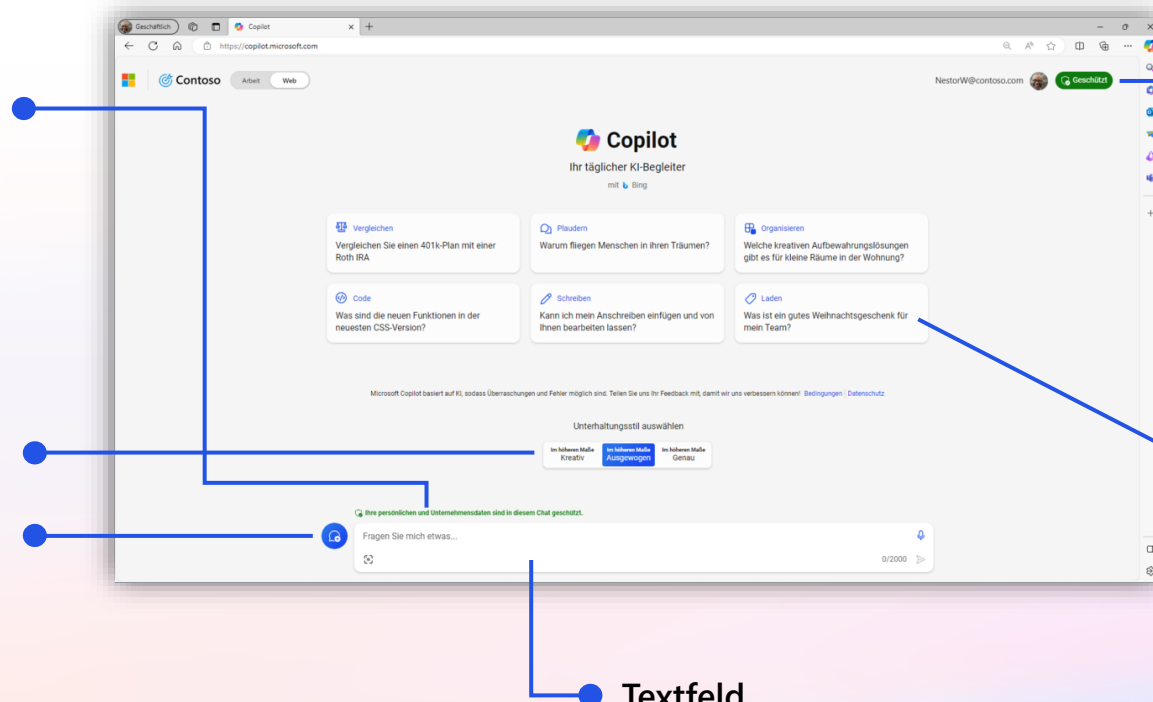 Geschäftlich
Copilot
https://copilot.microsoft.com
Contoso
Arbeit Web
NestorW@contoso.com
Geschützt
Copilot
Ihr täglicher KI-Begleiter
mit Bing
Vergleichen
Vergleichen Sie einen 401k-Plan mit einer
Roth IRA
Plaudern
Warum fliegen Menschen in ihren Träumen?
Organisieren
Welche kreativen Aufbewahrungslösungen
gibt es für kleine Räume in der Wohnung?
Code
Was sind die neuen Funktionen in der
neuesten CSS-Version?
Schreiben
Kann ich mein Anschreiben einfügen und von
Ihnen bearbeiten lassen?
Laden
Was ist ein gutes Weihnachtsgeschenk für
mein Team?
Microsoft Copilot basiert auf KI, sodass Überraschungen und Fehler möglich sind. Teilen Sie uns Ihr Feedback mit, damit wir uns verbessern können! Bedingungen | Datenschutz
Unterhaltungsstil auswählen
Im höheren Maße
Kreativ
Im höheren Maße
Ausgewogen
Im höheren Maße
Genau
Ihre persönlichen und Unternehmensdaten sind in diesem Chat geschützt.
Fragen Sie mich etwas...
0/2000
Textfeld